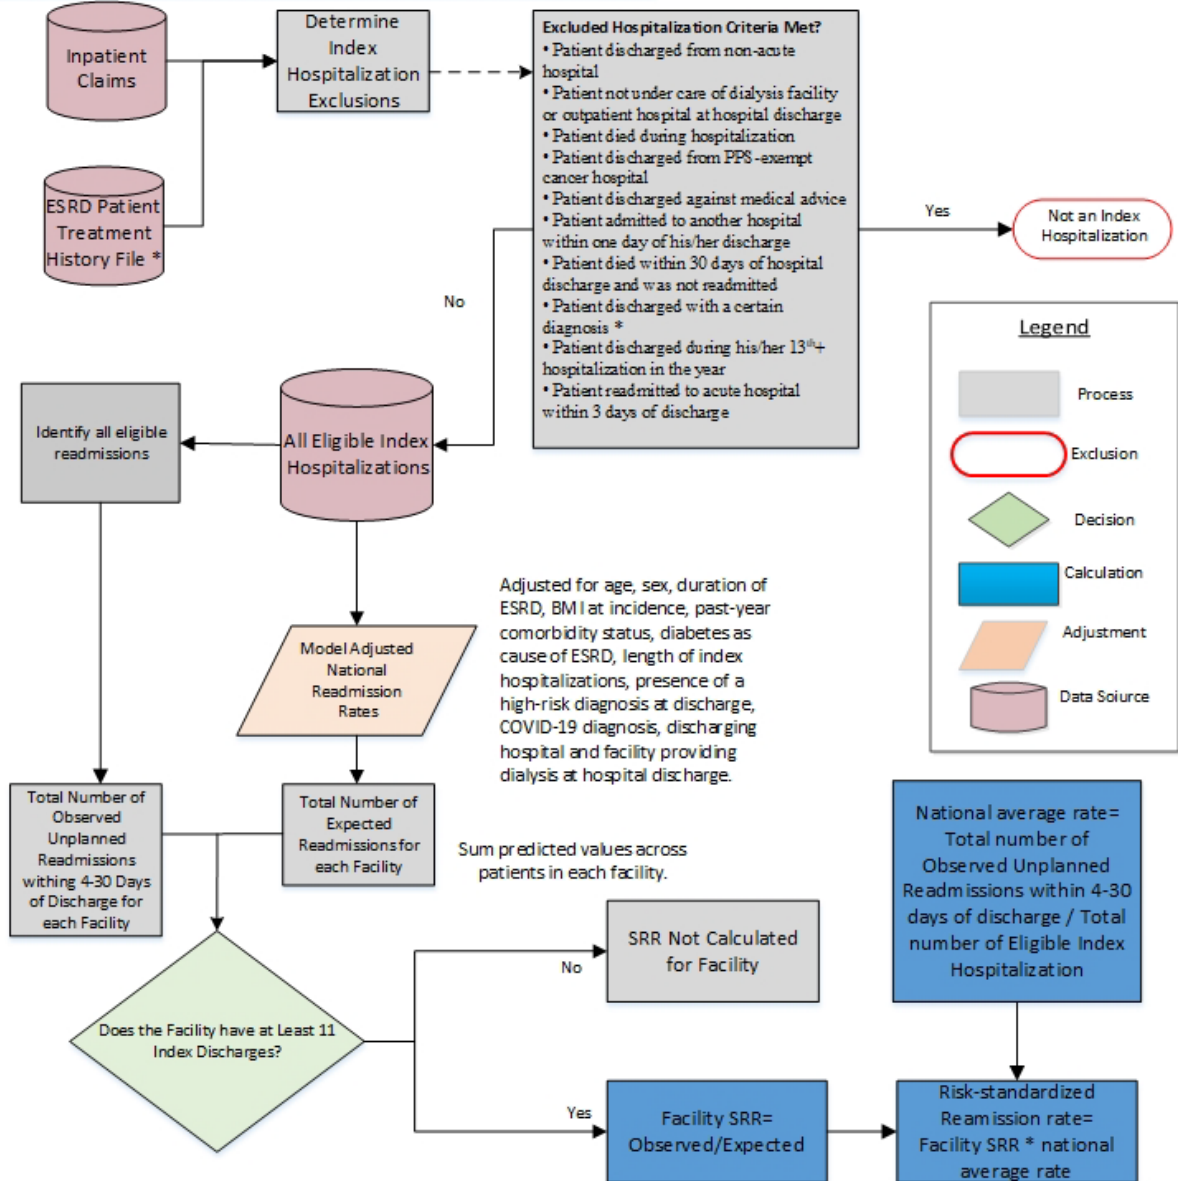 Inpatient
Claims
Determine
Index
Hospitalization
Exclusions
Excluded Hospitalization Criteria Met?
• Patient discharged from non-acute
hospital
• Patient not under care of dialysis facility
or outpatient hospital at hospital discharge
• Patient died during hospitalization
• Patient discharged from PPS-exempt
cancer hospital
• Patient discharged against medical advice
• Patient admitted to another hospital
within one day of his/her discharge
• Patient died within 30 days of hospital
discharge and was not readmitted
• Patient discharged with a certain
diagnosis *
• Patient discharged during his/her 13th+
hospitalization in the year
• Patient readmitted to acute hospital
within 3 days of discharge
Yes
Not an Index
Hospitalization
ESRD Patient
Treatment
History File *
No
Legend
Process
Exclusion
Decision
Calculation
Adjustment
Data Soiurce
Identify all eligible
readmissions
All Eligible Index
Hospitalizations
Adjusted for age, sex, duration of
ESRD, BMI at incidence, past-year
comorbidity status, diabetes as
cause of ESRD, length of index
hospitalizations, presence of a
high-risk diagnosis at discharge,
COVID-19 diagnosis, discharging
hospital and facility providing
dialysis at hospital discharge.
Model Adjusted
National
Readmission
Rates
Total Number of
Observed
Unplanned
Readmissions
withing 4-30 Days
of Discharge for
each Facility
Total Number of
Expected
Readmissions for
each Facility
Sum predicted values across
patients in each facility.
National average rate=
Total number of
Observed Unplanned
Readmissions within 4-30
days of discharge / Total
number of Eligible Index
Hospitalization
Does the Facility have at Least 11
Index Discharges?
No
SRR Not Calculated
for Facility
Yes
Facility SRR=
Observed/Expected
Risk-standardized
Reamission rate=
Facility SRR * national
average rate